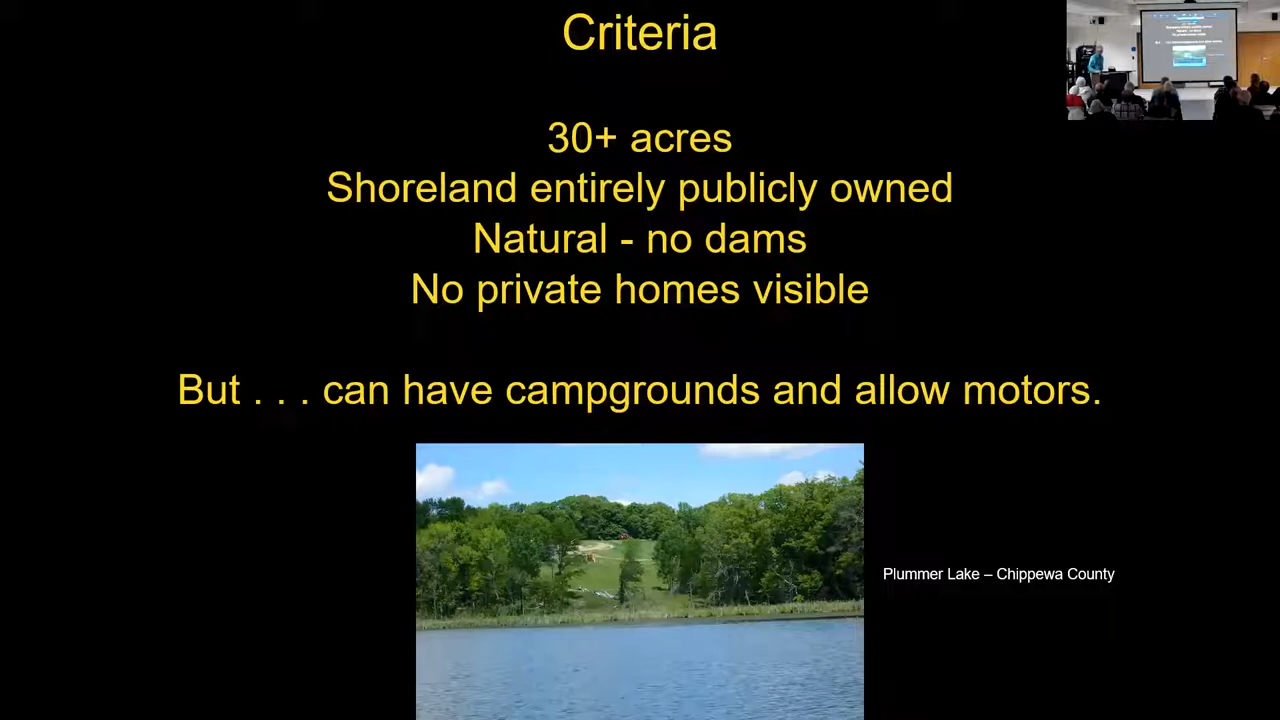 Criteria
30+ acres
Shoreland entirely publicly owned
Natural - no dams
No private homes visible
But . . . can have campgrounds and allow motors.
Plummer Lake – Chippewa County